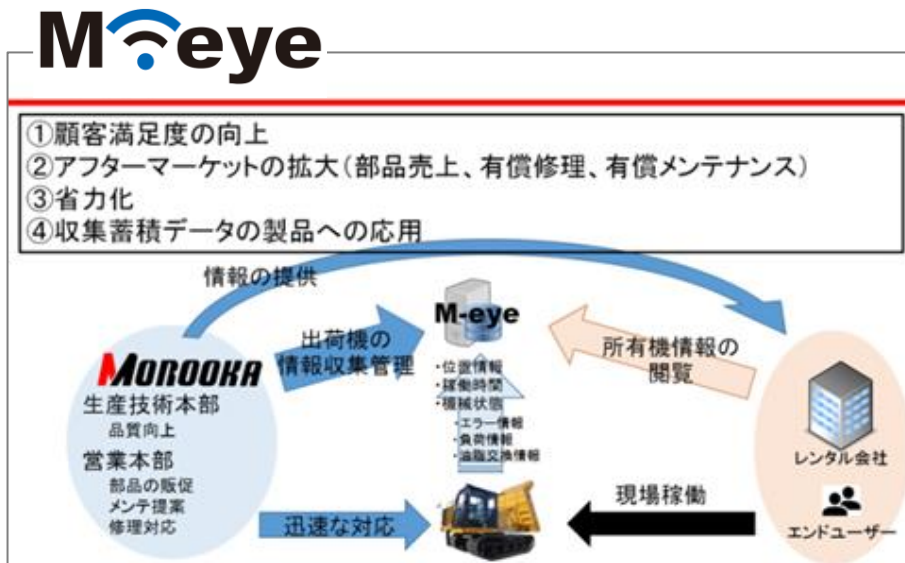 M eye
①顧客満足度の向上
②アフターマーケットの拡大(部品売上、有償修理、有償メンテナンス)
③省力化
④収集蓄積データの製品への応用
情報の提供
M-eye
出荷機の
情報収集管理
・位置情報
・稼働時間
・機械状態
・エラー情報
・負荷情報
・油脂交換情報
所有機情報の
閲覧
MOROOKA
生産技術本部
品質向上
営業本部
部品の販促
メンテ提案
修理対応
レンタル会社
エンドユーザー
迅速な対応
現場稼働